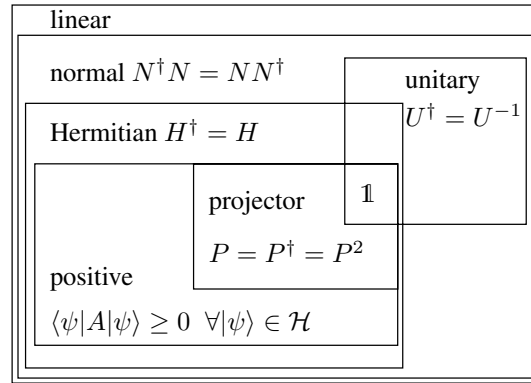 linear
normal N†N = NN†
unitary
U† = U⁻¹
Hermitian H† = H
projector
𝟙
P = P† = P²
positive
⟨ψ|A|ψ⟩ ≥ 0 ∀|ψ⟩ ∈ ℋ